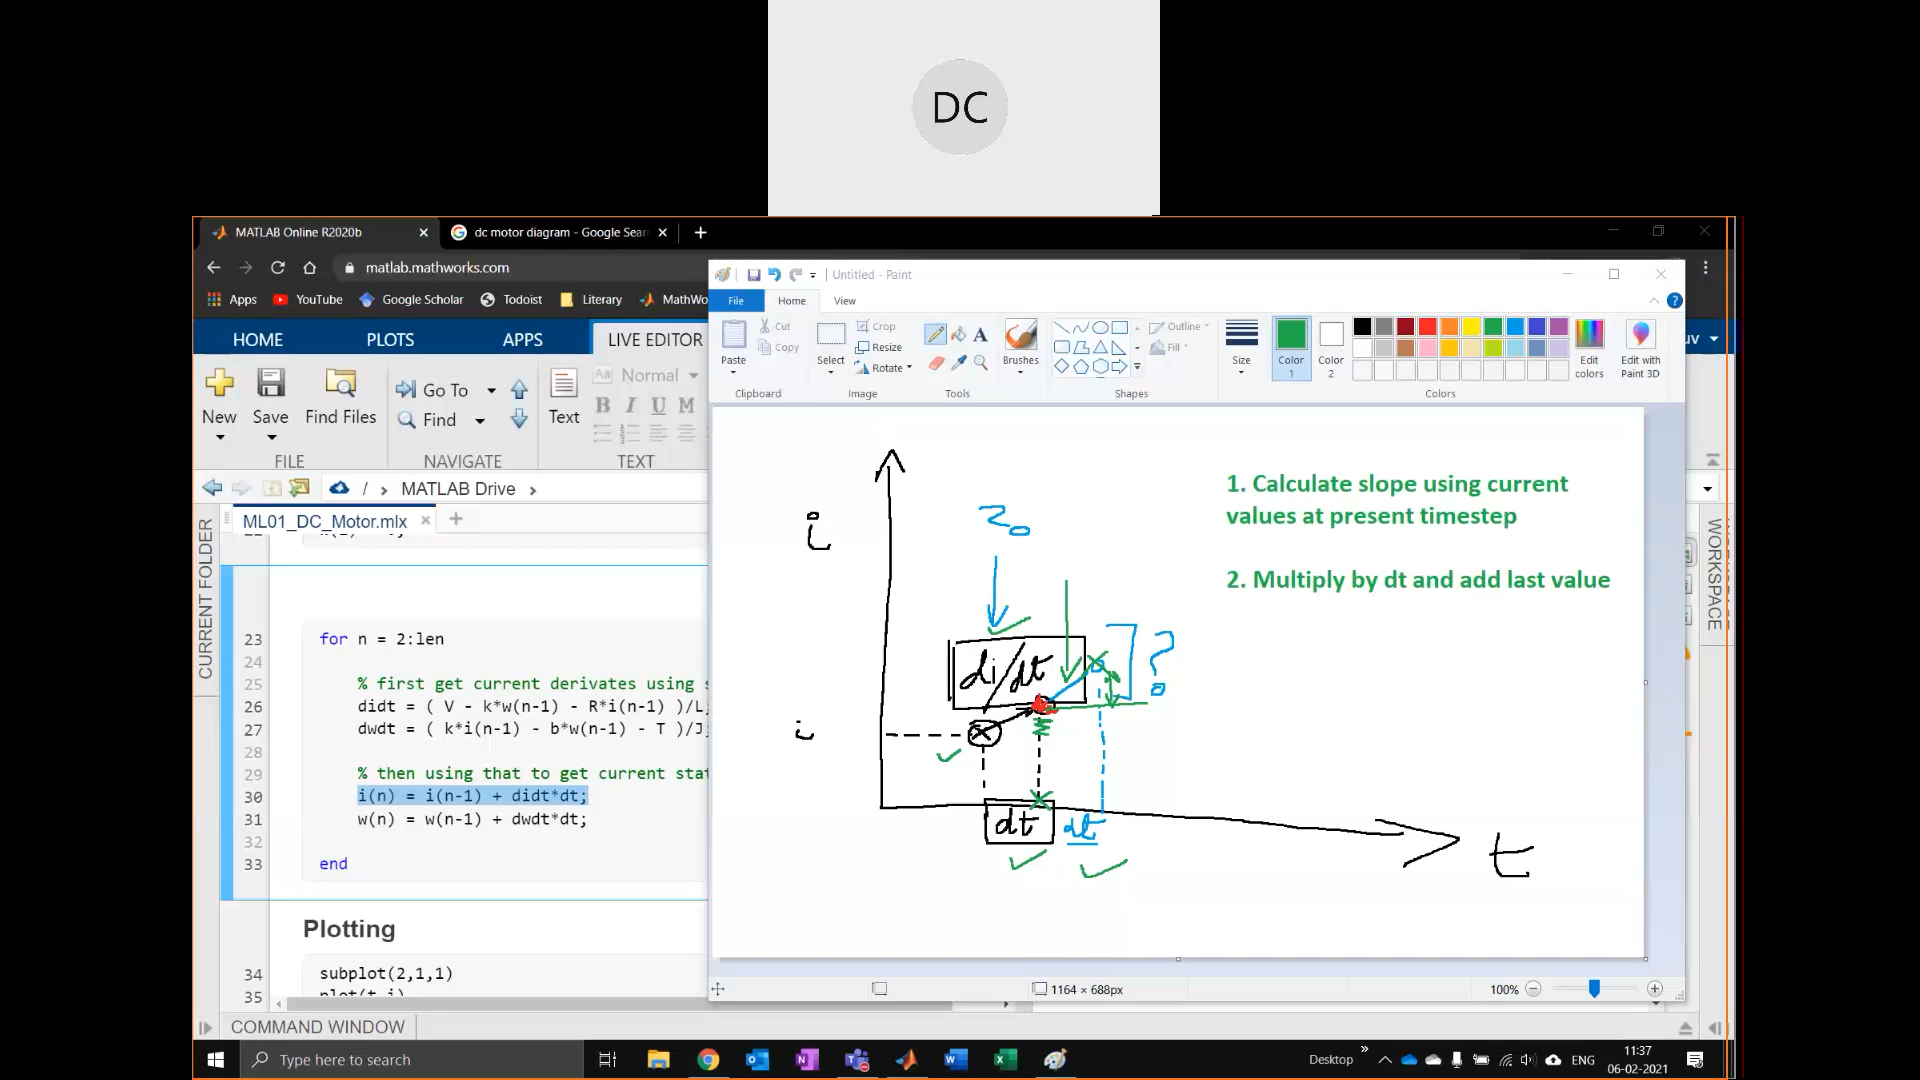 DC
MATLAB Online R2020b
dc motor diagram - Google Sear
matlab.mathworks.com
Apps YouTube Google Scholar Todoist Literary MathWo
HOME PLOTS APPS LIVE EDITOR
New Save Find Files
Go To
Find
Text
Aa Normal
B I U M
FILE NAVIGATE TEXT
/ MATLAB Drive
CURRENT FOLDER
ML01_DC_Motor.mlx
23 for n = 2:len
24
25 % first get current derivates using s
26 didt = ( V - k*w(n-1) - R*i(n-1) )/L;
27 dwdt = ( k*i(n-1) - b*w(n-1) - T )/J;
28
29 % then using that to get current stat
30 i(n) = i(n-1) + didt*dt;
31 w(n) = w(n-1) + dwdt*dt;
32
33 end
Plotting
34 subplot(2,1,1)
35 plot(t,i)
COMMAND WINDOW
WORKSPACE
uv
Untitled - Paint
File Home View
Paste
Cut
Copy
Clipboard
Select
Crop
Resize
Rotate
Image
A
Tools
Brushes
Outline
Fill
Shapes
Size
Color 1
Color 2
Edit colors
Edit with Paint 3D
Colors
i
20
1. Calculate slope using current
values at present timestep
2. Multiply by dt and add last value
di/dt
?
i
dt
dt
t
1164 × 688px
100%
Type here to search
Desktop
ENG
11:37
06-02-2021